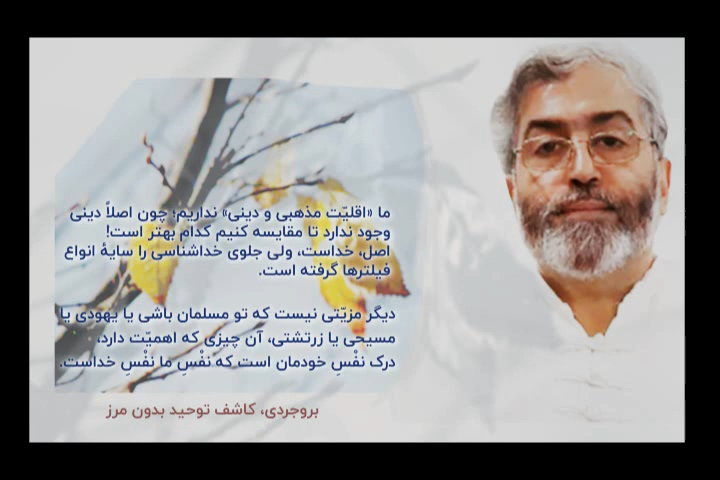 ما «اقلیّت مذهبی و دینی» نداریم؛ چون اصلاً دینی
وجود ندارد تا مقایسه کنیم کدام بهتر است!
اصل، خداست، ولی جلوی خداشناسی را سایهٔ انواع
فیلترها گرفته است.
دیگر مزیّتی نیست که تو مسلمان باشی یا یهودی یا
مسیحی یا زرتشتی، آن چیزی که اهمیّت دارد،
درک نفْسِ خودمان است که نفْسِ ما نفْسِ خداست.
بروجردی، کاشف توحید بدون مرز